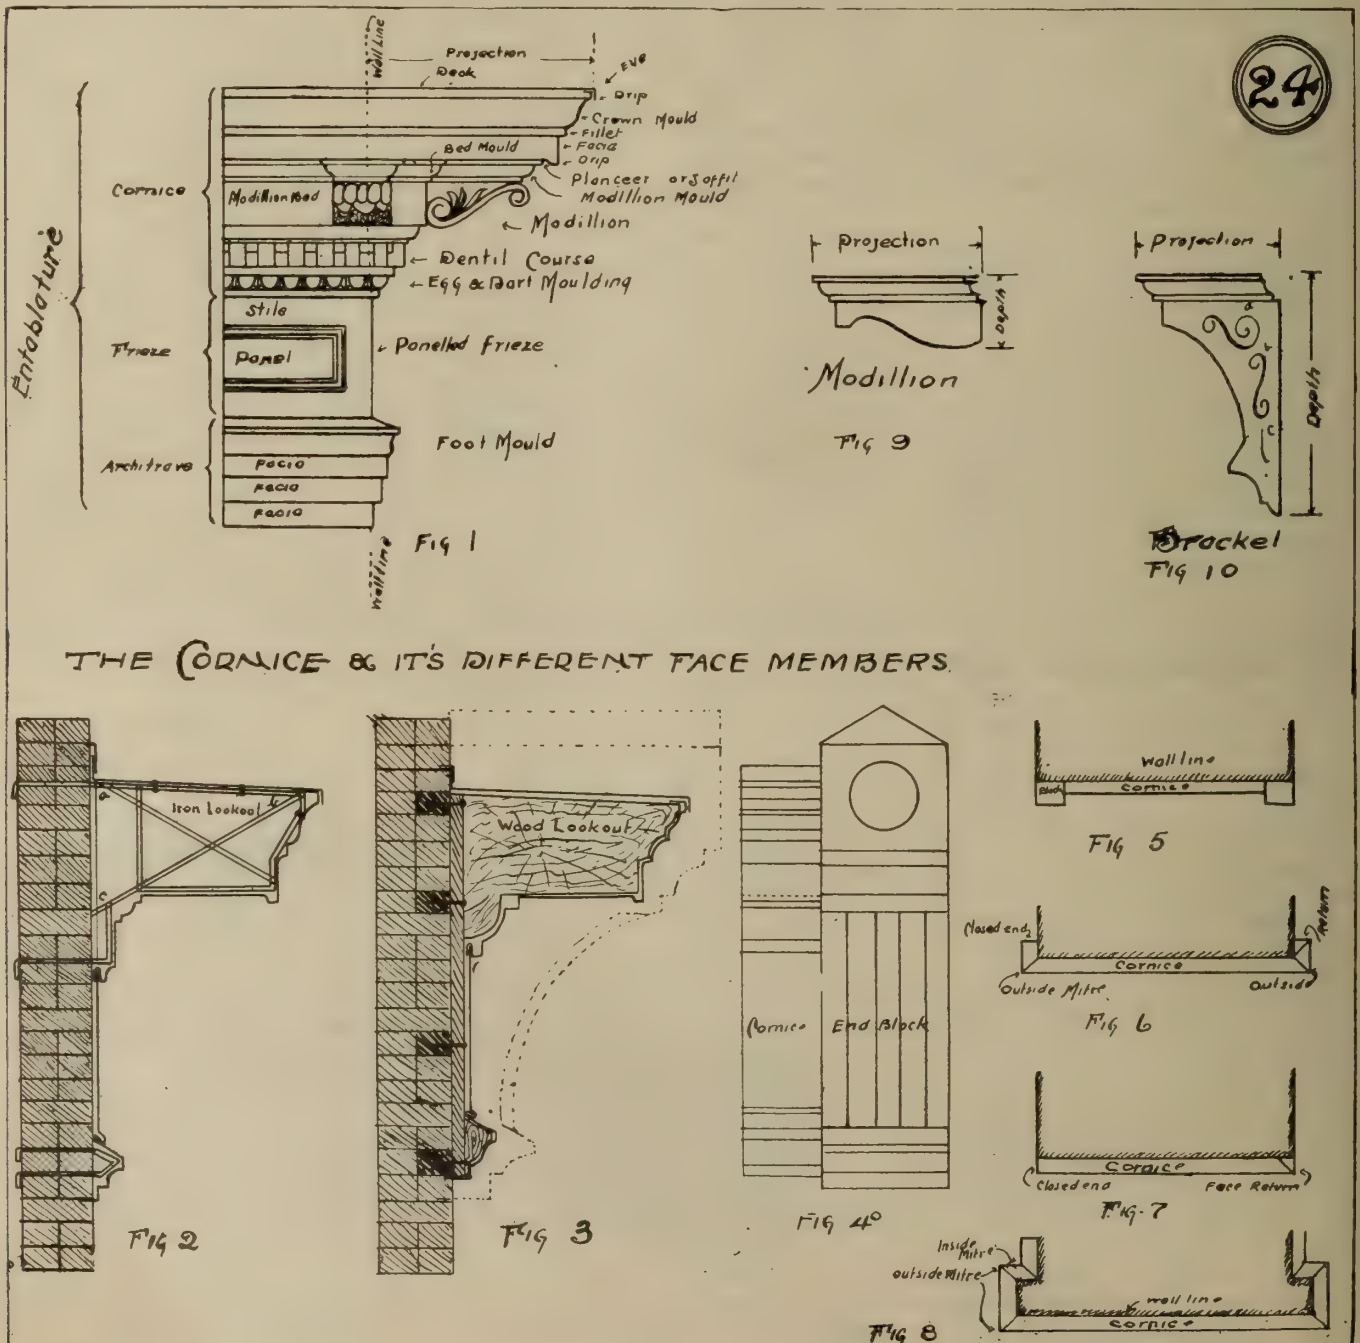 24
Wall Line
Projection
Deck
Eve
Drip
Crown Mould
Fillet
Facia
Drip
Bed Mould
Planceer or Soffit
Modillion Mould
Modillion Bed
Modillion
Cornice
Dentil Course
Egg & Dart Moulding
Stile
Entablature
Frieze
Panel
Panelled Frieze
Foot Mould
Architrave
Facia
Facia
Facia
Fig 1
Wall line
Projection
Depth
Modillion
Fig 9
Projection
Depth
a
c
Bracket
Fig 10
THE CORNICE & IT'S DIFFERENT FACE MEMBERS.
a
b
Iron Lookout
c
Fig 2
Wood Lookout
Fig 3
Cornice
End Block
Fig 4
wall line
Cornice
Block
Fig 5
Closed end
Return
Cornice
Outside Mitre
Outside
Fig 6
Cornice
Closed end
Face Return
Fig. 7
Inside Mitre
Outside Mitre
wall line
Cornice
Fig 8